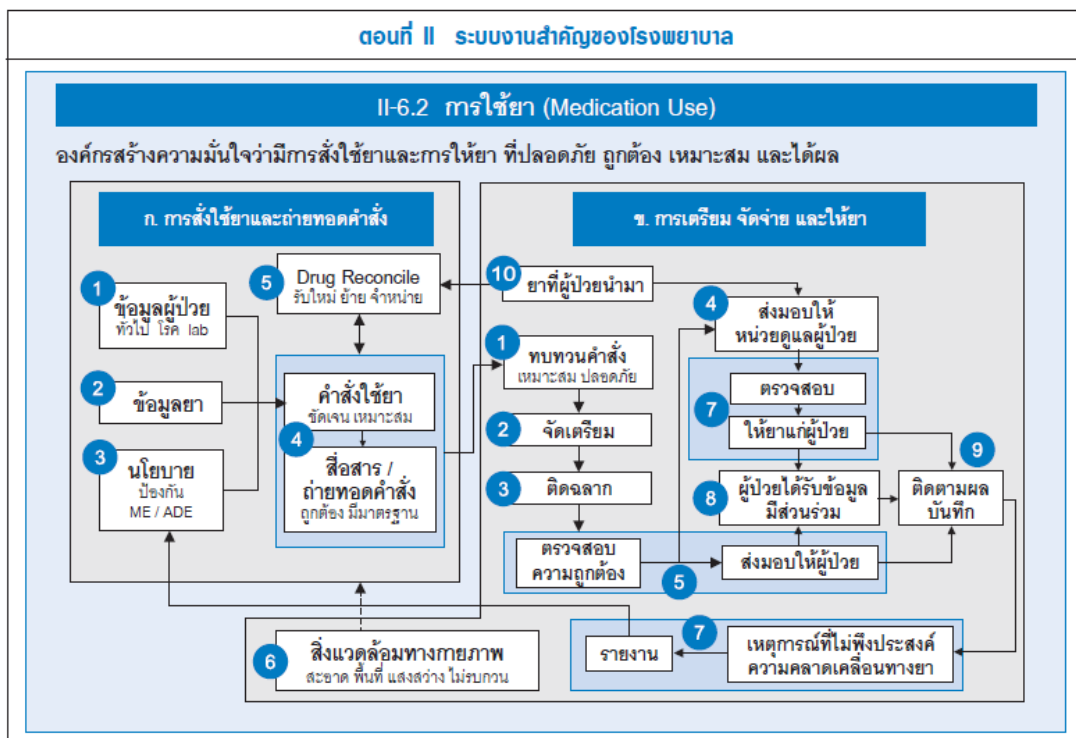 ตอนที่ II ระบบงานสำคัญของโรงพยาบาล
II-6.2 การใช้ยา (Medication Use)
องค์กรสร้างความมั่นใจว่ามีการสั่งใช้ยาและการให้ยา ที่ปลอดภัย ถูกต้อง เหมาะสม และได้ผล
ก. การสั่งใช้ยาและถ่ายทอดคำสั่ง
1
ข้อมูลผู้ป่วย
ทั่วไป โรค lab
2
ข้อมูลยา
3
นโยบาย
ป้องกัน
ME / ADE
5
Drug Reconcile
รับใหม่ ย้าย จำหน่าย
คำสั่งใช้ยา
ชัดเจน เหมาะสม
4
สื่อสาร /
ถ่ายทอดคำสั่ง
ถูกต้อง มีมาตรฐาน
ข. การเตรียม จัดจ่าย และให้ยา
10
ยาที่ผู้ป่วยนำมา
1
ทบทวนคำสั่ง
เหมาะสม ปลอดภัย
2
จัดเตรียม
3
ติดฉลาก
ตรวจสอบ
ความถูกต้อง
5
ส่งมอบให้ผู้ป่วย
4
ส่งมอบให้
หน่วยดูแลผู้ป่วย
ตรวจสอบ
7
ให้ยาแก่ผู้ป่วย
8
ผู้ป่วยได้รับข้อมูล
มีส่วนร่วม
9
ติดตามผล
บันทึก
6
สิ่งแวดล้อมทางกายภาพ
สะอาด พื้นที่ แสงสว่าง ไม่รบกวน
รายงาน
7
เหตุการณ์ที่ไม่พึงประสงค์
ความคลาดเคลื่อนทางยา